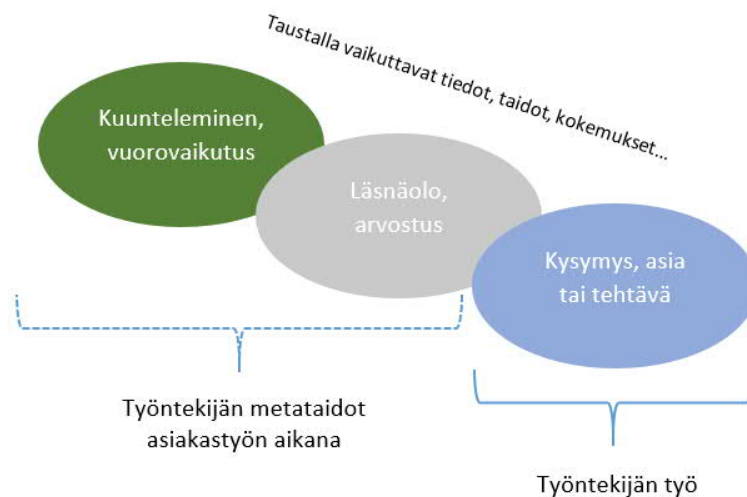 Taustalla vaikuttavat tiedot, taidot, kokemukset...
Kuunteleminen,
vuorovaikutus
Läsnäolo,
arvostus
Kysymys, asia
tai tehtävä
Työntekijän metataidot
asiakastyön aikana
Työntekijän työ